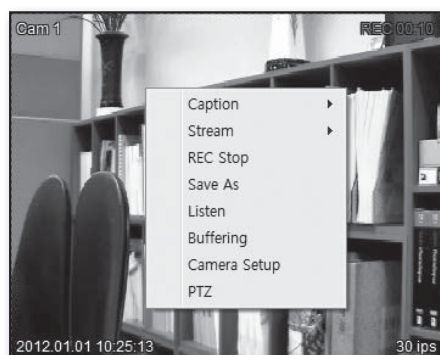 Cam 1
REC 00:10
Caption
Stream
REC Stop
Save As
Listen
Buffering
Camera Setup
PTZ
2012.01.01 10:25:13
30 ips